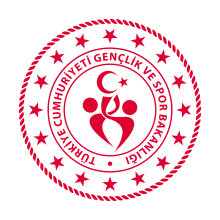 TÜRKİYE CUMHURİYETİ GENÇLİK VE SPOR BAKANLIĞI